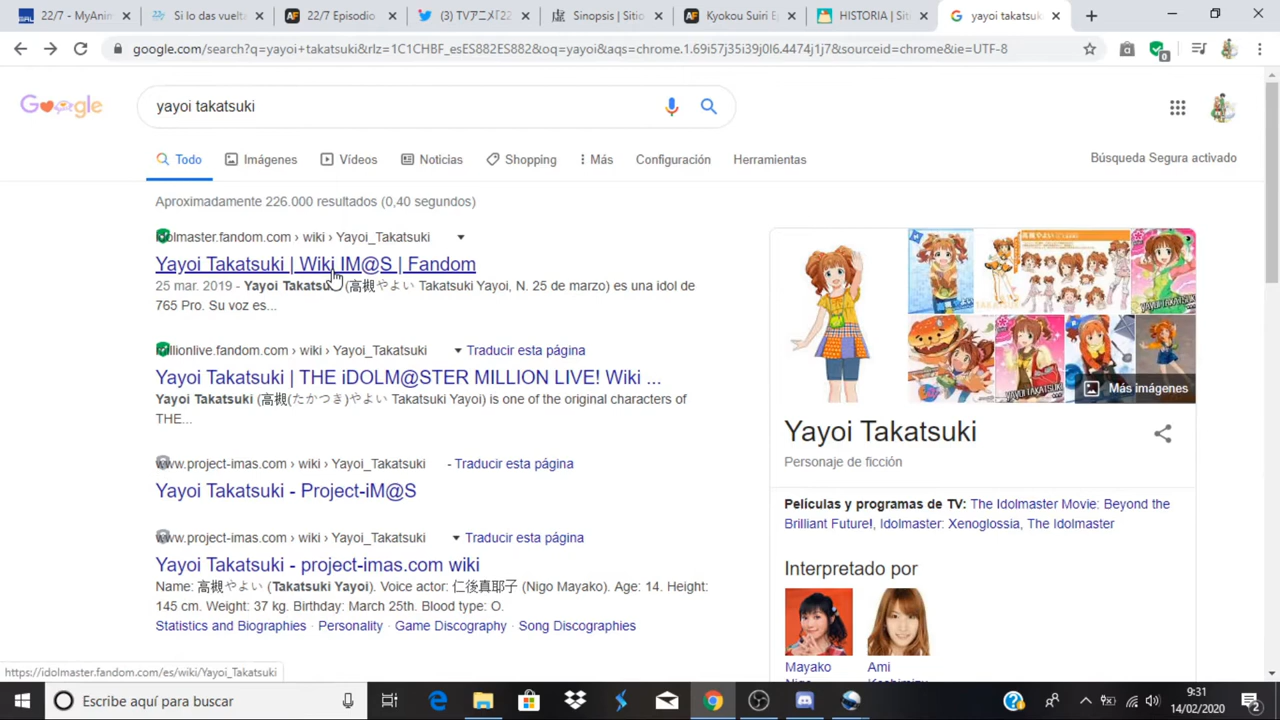 22/7 - MyAnim
Si lo das vuelta
22/7 Episodio
(3) TVアニメ「22
Sinopsis | Sitio
Kyokou Suiri E
HISTORIA | Sit
yayoi takatsuki
google.com/search?q=yayoi+takatsuki&rlz=1C1CHBF_esES882ES882&oq=yayoi&aqs=chrome.1.69i57j35i39j0l6.4474j1j7&sourceid=chrome&ie=UTF-8
Google
yayoi takatsuki
Todo
Imágenes
Vídeos
Noticias
Shopping
Más
Configuración
Herramientas
Búsqueda Segura activado
Aproximadamente 226.000 resultados (0,40 segundos)
idolmaster.fandom.com › wiki › Yayoi_Takatsuki
Yayoi Takatsuki | Wiki IM@S | Fandom
25 mar. 2019 - Yayoi Takatsuki (高槻やよい Takatsuki Yayoi, N. 25 de marzo) es una idol de
765 Pro. Su voz es...
millionlive.fandom.com › wiki › Yayoi_Takatsuki
Traducir esta página
Yayoi Takatsuki | THE iDOLM@STER MILLION LIVE! Wiki ...
Yayoi Takatsuki (高槻(たかつき)やよい Takatsuki Yayoi) is one of the original characters of
THE...
www.project-imas.com › wiki › Yayoi_Takatsuki
- Traducir esta página
Yayoi Takatsuki - Project-iM@S
www.project-imas.com › wiki › Yayoi_Takatsuki
Traducir esta página
Yayoi Takatsuki - project-imas.com wiki
Name: 高槻やよい (Takatsuki Yayoi). Voice actor: 仁後真耶子 (Nigo Mayako). Age: 14. Height:
145 cm. Weight: 37 kg. Birthday: March 25th. Blood type: O.
Statistics and Biographies · Personality · Game Discography · Song Discographies
Más imágenes
Yayoi Takatsuki
Personaje de ficción
Películas y programas de TV: The Idolmaster Movie: Beyond the
Brilliant Future!, Idolmaster: Xenoglossia, The Idolmaster
Interpretado por
Mayako
Ami
https://idolmaster.fandom.com/es/wiki/Yayoi_Takatsuki
Escribe aquí para buscar
9:31
14/02/2020
2